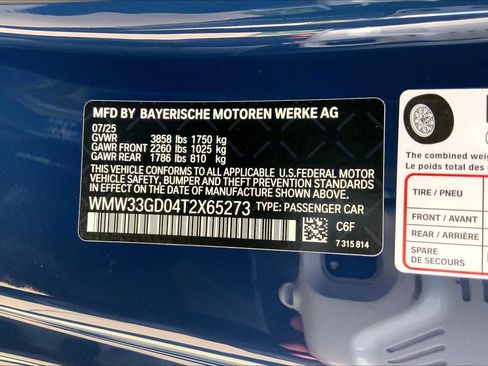 MFD BY BAYERISCHE MOTOREN WERKE AG
07/25
GVWR 3858 lbs 1750 kg
GAWR FRONT 2260 lbs 1025 kg
GAWR REAR 1786 lbs 810 kg
THIS VEHICLE CONFORMS TO ALL APPLICABLE U.S.FEDERAL MOTOR
VEHICLE SAFETY, BUMPER AND THEFT PREVENTION STANDARDS
IN EFFECT ON THE DATE OF MANUFACTURE SHOWN ABOVE.
WMW33GD04T2X65273 TYPE: PASSENGER CAR
C6F
7 315 814
The combined weig
Le poids total des
TIRE / PNEU
FRONT / AVANT
REAR / ARRIÈRE
SPARE
DE SECOURS